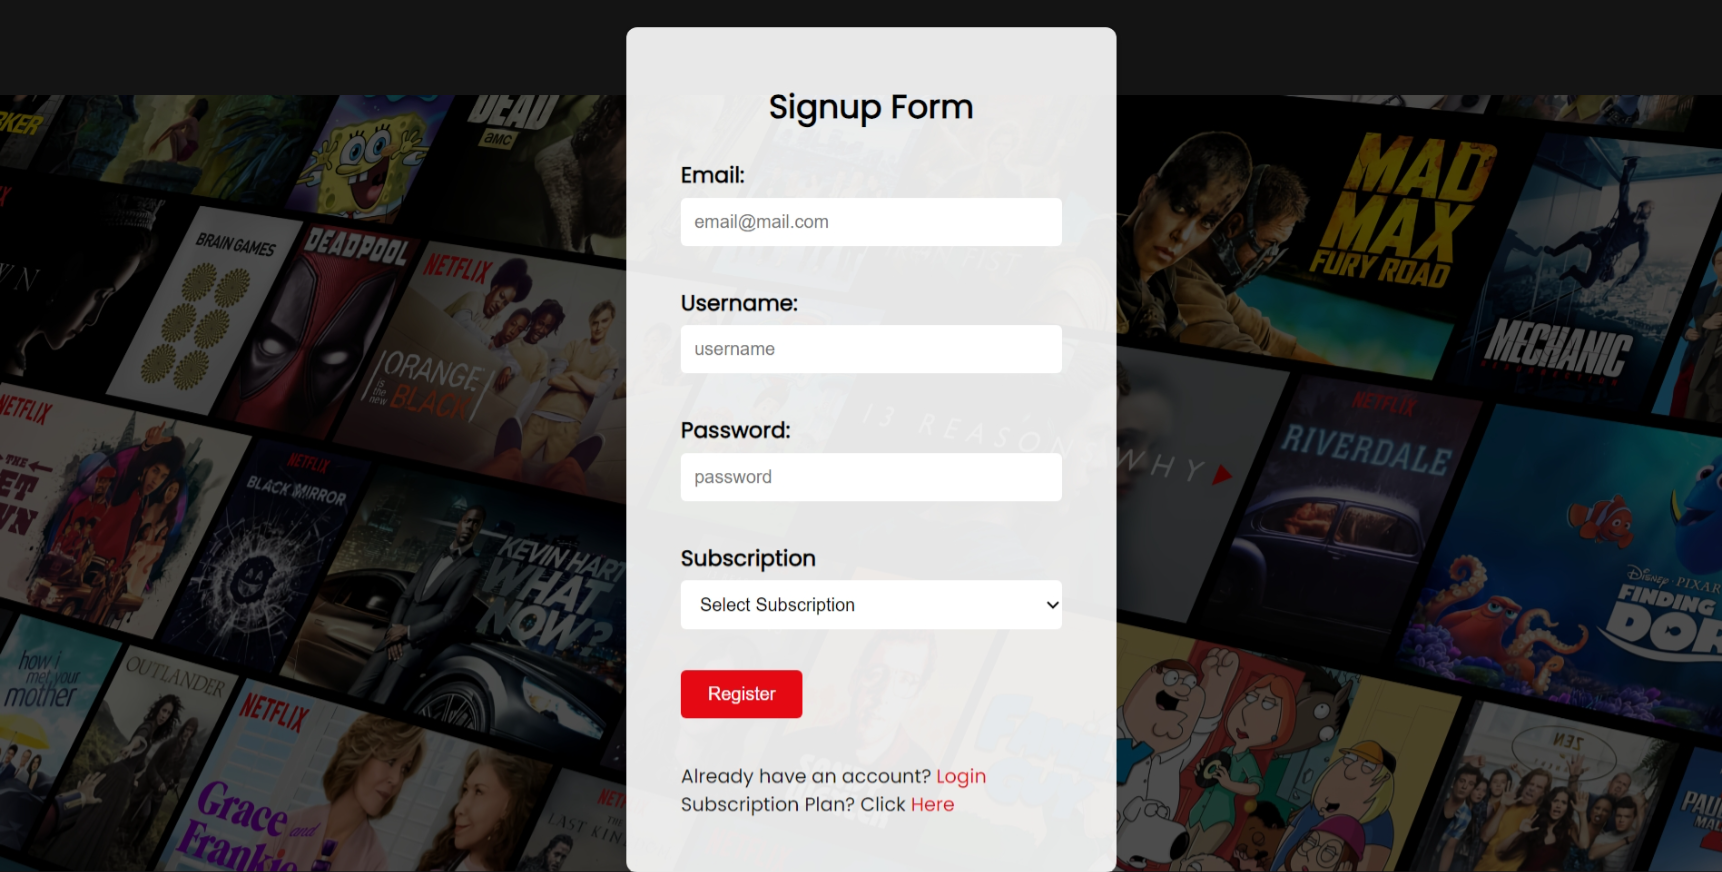 Signup Form
Email:
email@mail.com
Username:
username
Password:
password
Subscription
Select Subscription
Register
Already have an account? Login
Subscription Plan? Click Here
DEAD
amc
BRAIN GAMES
DEADPOOL
NETFLIX
ORANGE
is the new
BLACK
NETFLIX
THE
NETFLIX
BLACK MIRROR
KEVIN HART
WHAT
NOW?
how i
met your
mother
OUTLANDER
NETFLIX
Grace and
Frankie
MAD
MAX
FURY ROAD
MECHANIC
13 REASONS WHY
NETFLIX
RIVERDALE
DISNEY · PIXAR
FINDING
ZEN